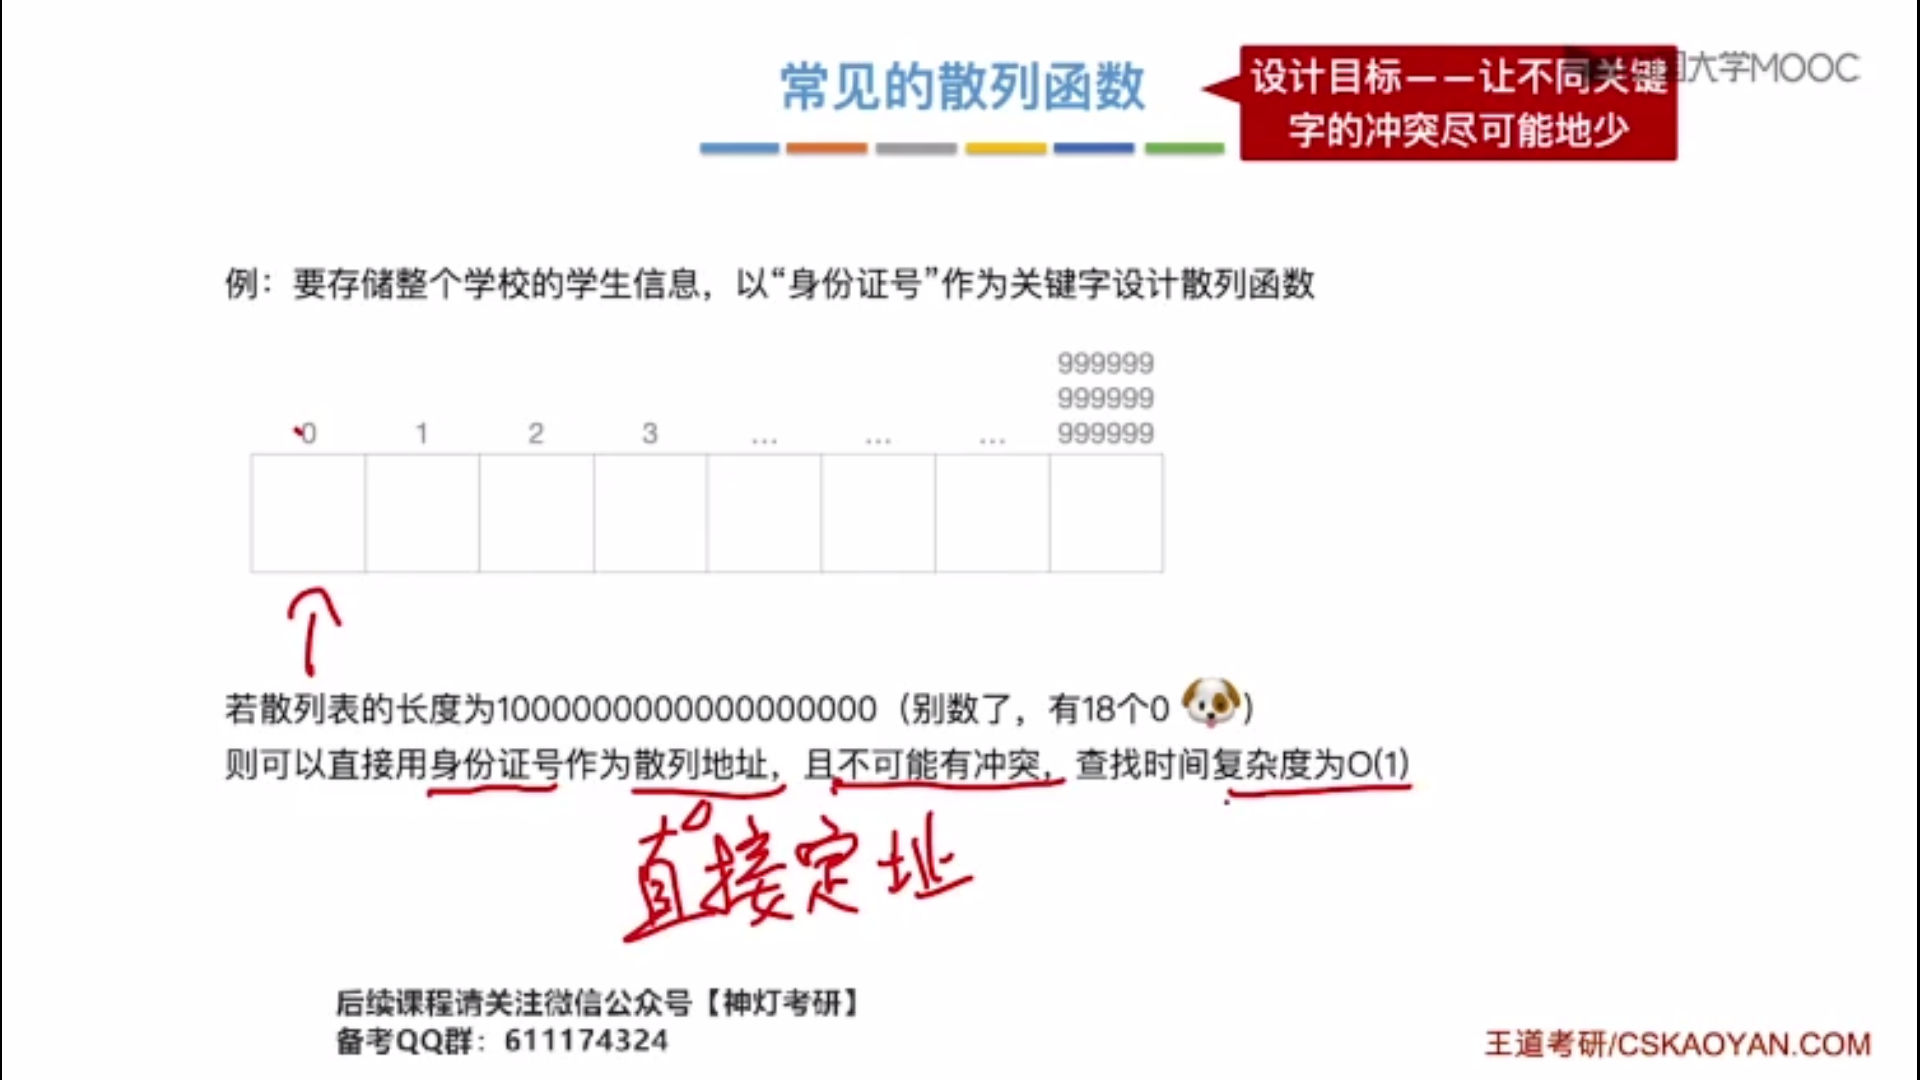 常见的散列函数
设计目标——让不同关键
字的冲突尽可能地少
国大学MOOC
例：要存储整个学校的学生信息，以“身份证号”作为关键字设计散列函数
999999
999999
0 1 2 3 ... ... ... 999999
若散列表的长度为1000000000000000000（别数了，有18个0 🐶）
则可以直接用身份证号作为散列地址，且不可能有冲突，查找时间复杂度为O(1)
直接定址
后续课程请关注微信公众号【神灯考研】
备考QQ群：611174324
王道考研/CSKAOYAN.COM